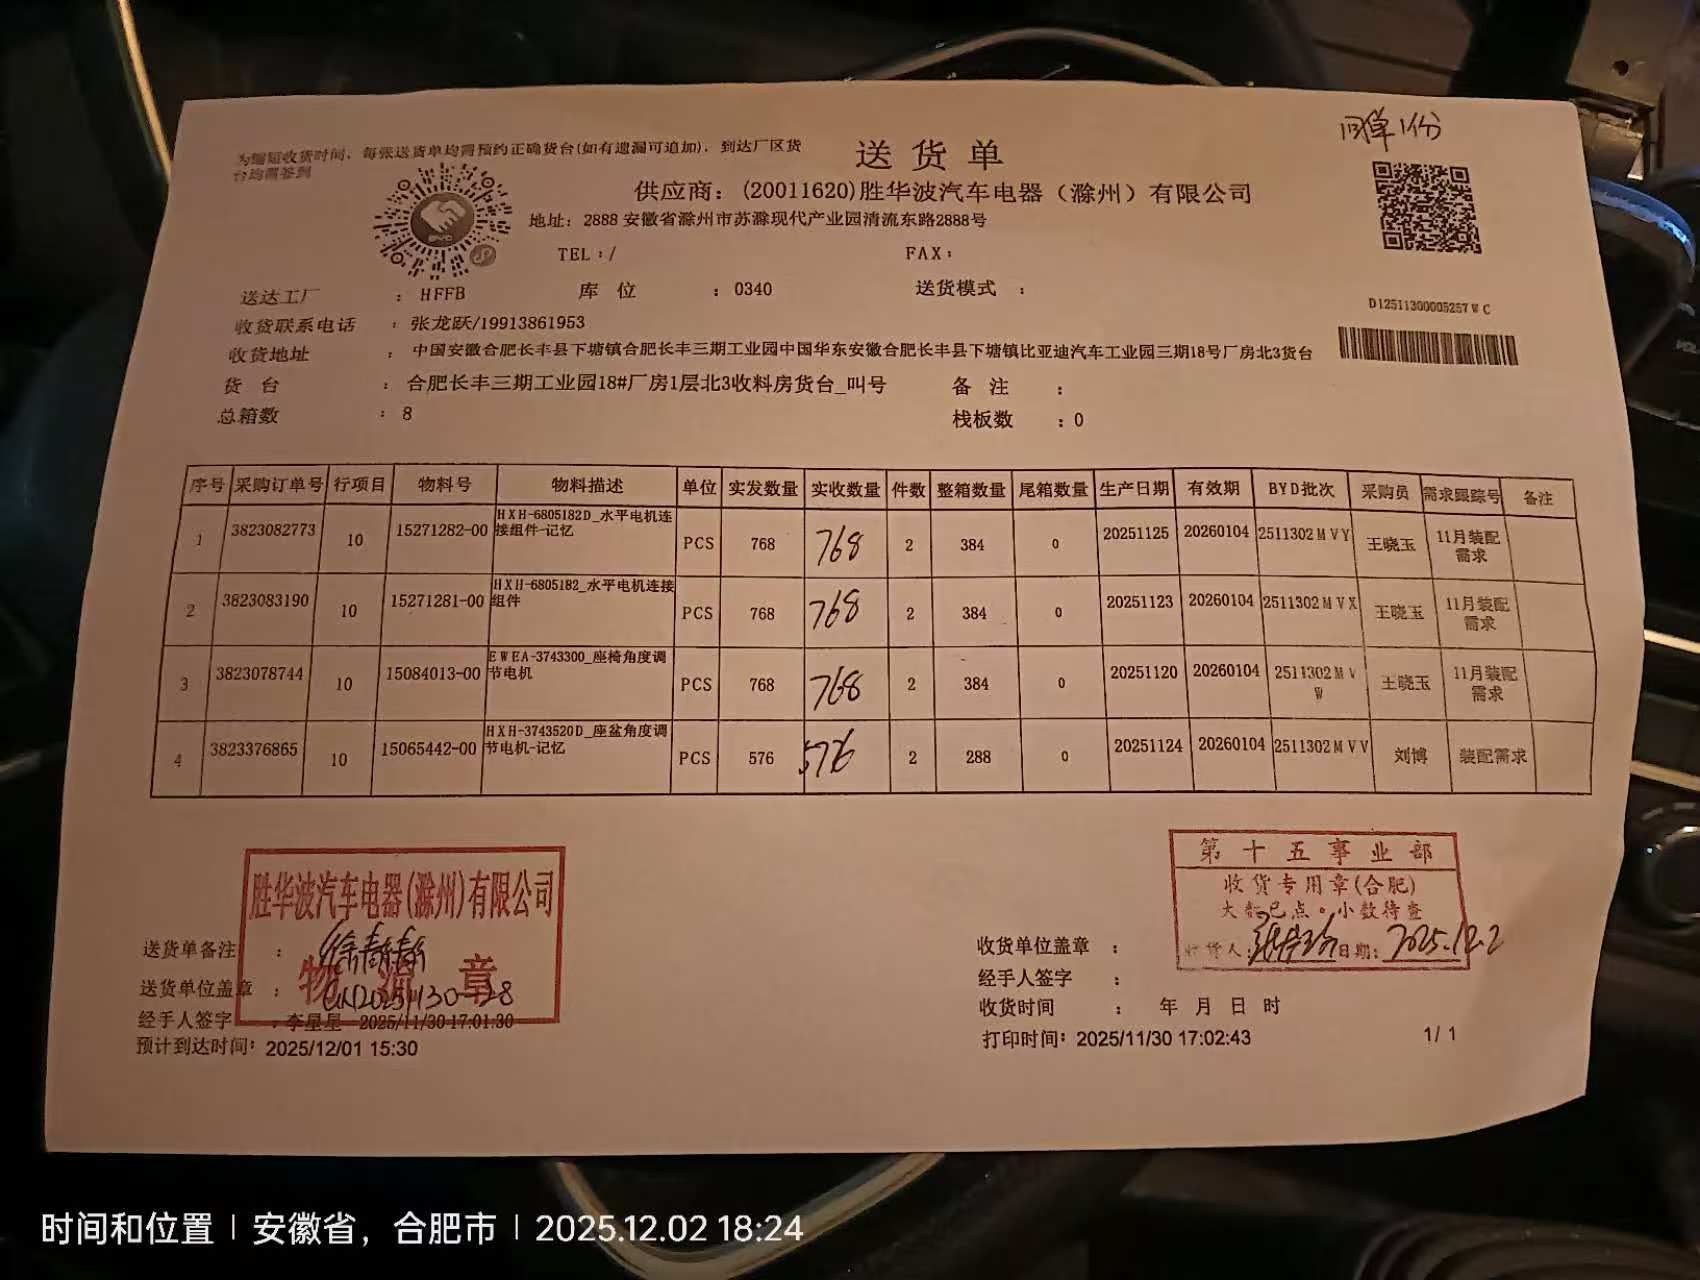 回单1份
为缩短收货时间，每张送货单均需预约正确货台(如有遗漏可追加)，到达厂区货
台均需签到
送货单
供应商：(20011620)胜华波汽车电器（滁州）有限公司
地址：2888 安徽省滁州市苏滁现代产业园清流东路2888号
TEL：/ FAX：
送达工厂 ： HFFB 库 位 ： 0340 送货模式 ：
D12511300005257WC
收货联系电话 ： 张龙跃/19913861953
收货地址 ： 中国安徽合肥长丰县下塘镇合肥长丰三期工业园中国华东安徽合肥长丰县下塘镇比亚迪汽车工业园三期18号厂房北3货台
货 台 ： 合肥长丰三期工业园18#厂房1层北3收料房货台_叫号 备 注 ：
总箱数 ： 8 栈板数 ：0
序号 采购订单号 行项目 物料号 物料描述 单位 实发数量 实收数量 件数 整箱数量 尾箱数量 生产日期 有效期 BYD批次 采购员 需求跟踪号 备注
1 3823082773 10 15271282-00 HXH-6805182D_水平电机连接组件-记忆 PCS 768 768 2 384 0 20251125 20260104 2511302MVY 王晓玉 11月装配需求
2 3823083190 10 15271281-00 HXH-6805182_水平电机连接组件 PCS 768 768 2 384 0 20251123 20260104 2511302MVX 王晓玉 11月装配需求
3 3823078744 10 15084013-00 EWEA-3743300_座椅角度调节电机 PCS 768 768 2 384 0 20251120 20260104 2511302MVW 王晓玉 11月装配需求
4 3823376865 10 15065442-00 HXH-3743520D_座盆角度调节电机-记忆 PCS 576 576 2 288 0 20251124 20260104 2511302MVV 刘博 装配需求
胜华波汽车电器(滁州)有限公司
物流章
第十五事业部
收货专用章(合肥)
大数已点·小数待查
收货人: 日期: 2025.12.2
送货单备注 ：
送货单位盖章 ：
经手人签字 ：李星星 2025/11/30 17:01:30
预计到达时间：2025/12/01 15:30
收货单位盖章 ：
经手人签字 ：
收货时间 ： 年 月 日 时
打印时间：2025/11/30 17:02:43
1/1
时间和位置 | 安徽省，合肥市 | 2025.12.02 18:24